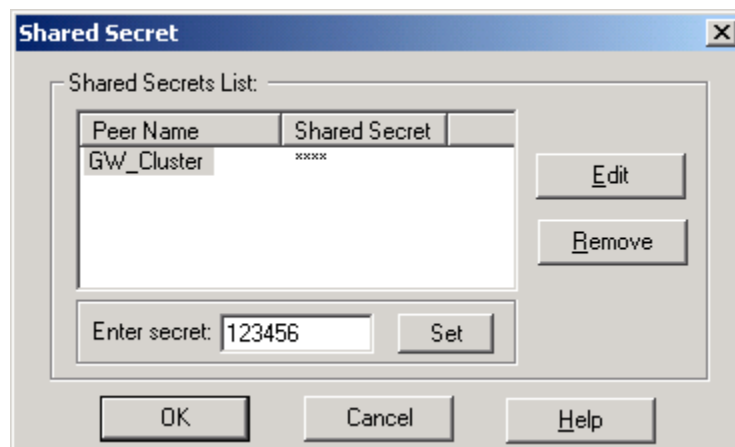 Shared Secret
Shared Secrets List:
Peer Name Shared Secret
GW_Cluster ****
Edit
Remove
Enter secret: 123456 Set
OK Cancel Help